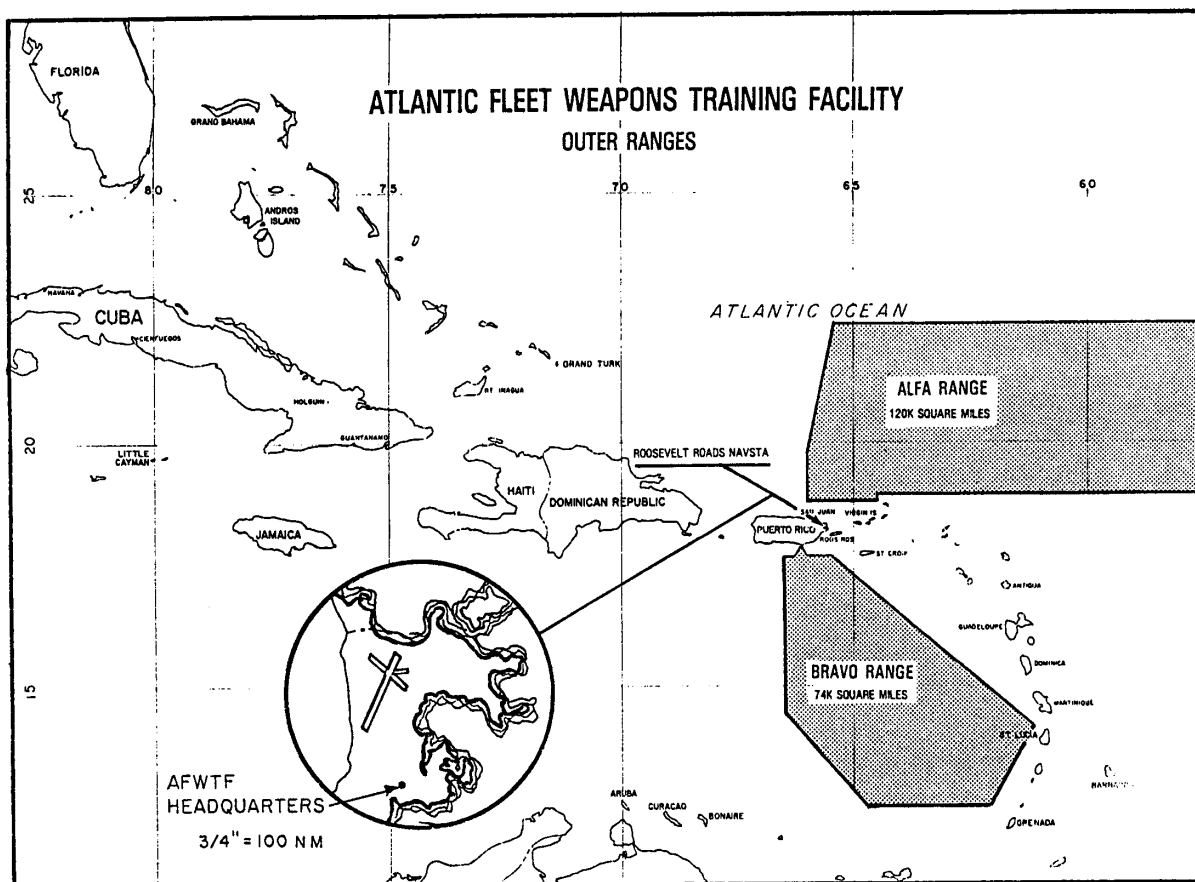 FLORIDA
ATLANTIC FLEET WEAPONS TRAINING FACILITY
OUTER RANGES
GRAND BAHAMA
25
80
75
70
65
60
ANDROS
ISLAND
ATLANTIC OCEAN
HAVANA
CUBA
CIENFUEGOS
GRAND TURK
ALFA RANGE
120K SQUARE MILES
GT INAGUA
HOLGUIN
GUANTANAMO
20
LITTLE
CAYMAN
ROOSEVELT ROADS NAVSTA
HAITI
DOMINICAN REPUBLIC
SAN JUAN
VIRGIN IS
JAMAICA
PUERTO RICO
ST CROIX
ANTIGUA
GUADELOUPE
DOMINICA
BRAVO RANGE
74K SQUARE MILES
15
MARTINIQUE
ST. LUCIA
AFWTF
HEADQUARTERS
3/4" = 100 NM
ARUBA
CURACAO
BONAIRE
GRENADA